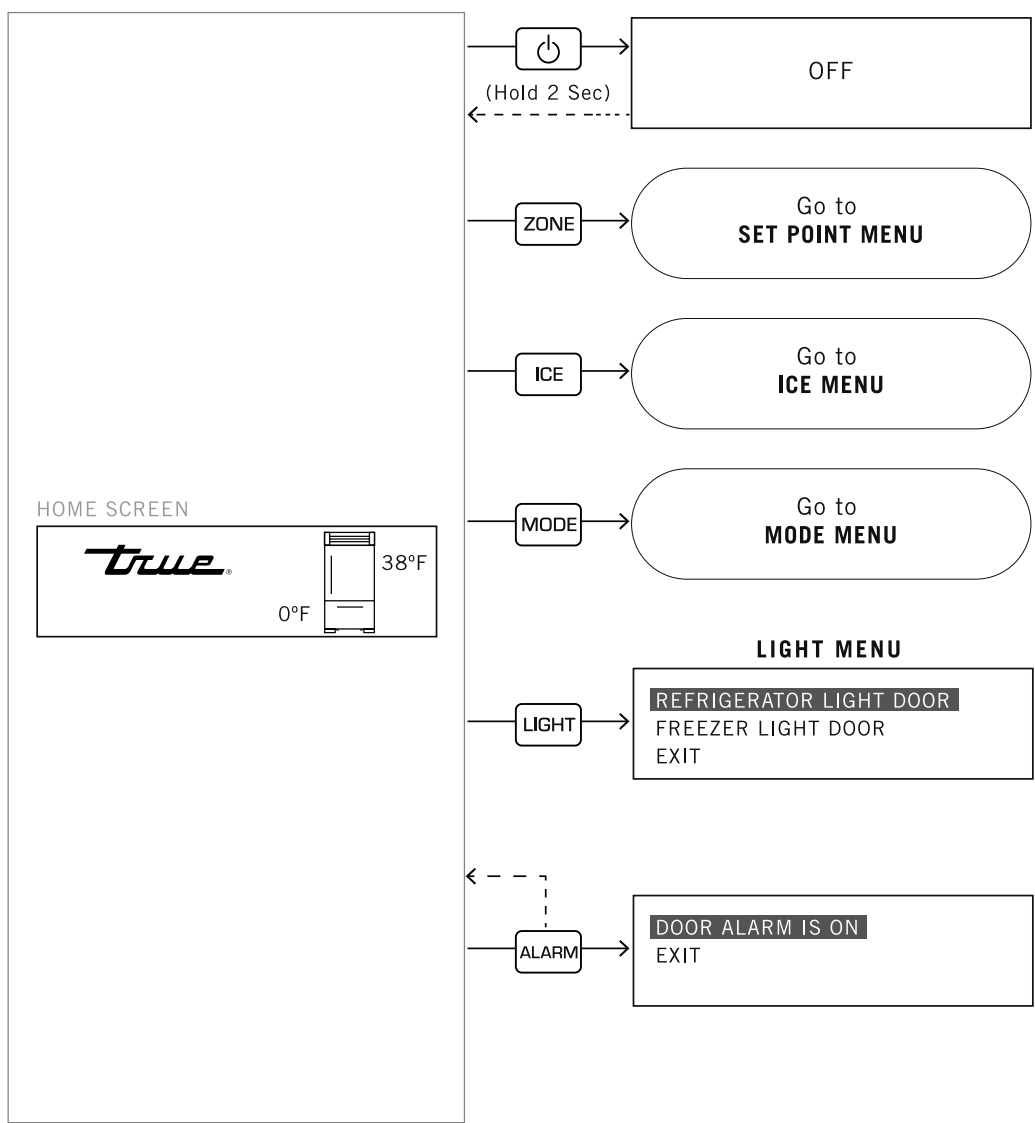 OFF
(Hold 2 Sec)
ZONE
Go to
SET POINT MENU
ICE
Go to
ICE MENU
HOME SCREEN
true®
38°F
0°F
MODE
Go to
MODE MENU
LIGHT MENU
LIGHT
REFRIGERATOR LIGHT DOOR
FREEZER LIGHT DOOR
EXIT
ALARM
DOOR ALARM IS ON
EXIT